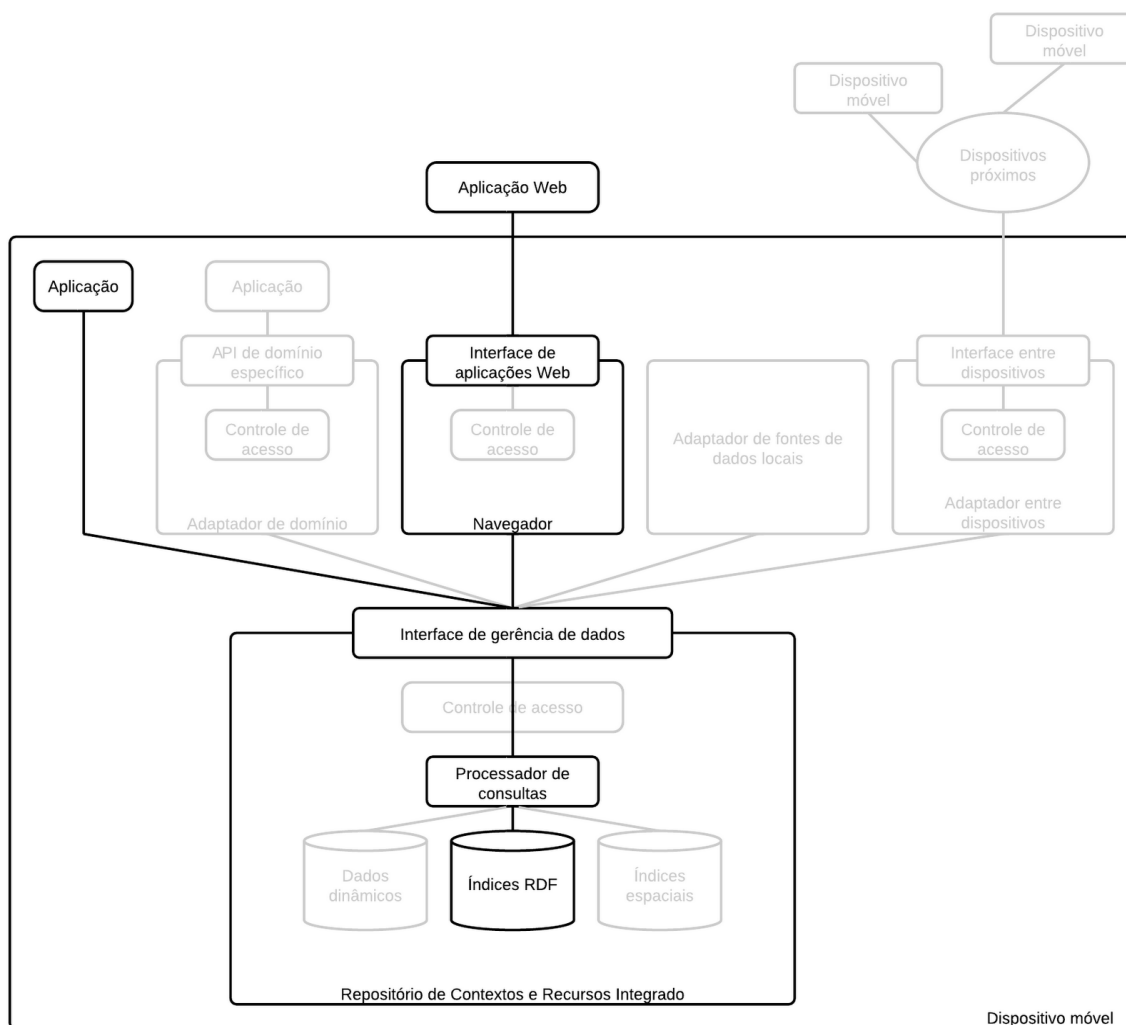 Dispositivo
móvel
Dispositivo
móvel
Dispositivos
próximos
Aplicação Web
Aplicação
Aplicação
API de domínio
específico
Interface de
aplicações Web
Interface entre
dispositivos
Controle de
acesso
Controle de
acesso
Adaptador de fontes de
dados locais
Controle de
acesso
Adaptador de domínio
Navegador
Adaptador entre
dispositivos
Interface de gerência de dados
Controle de acesso
Processador de
consultas
Dados
dinâmicos
Índices RDF
Índices
espaciais
Repositório de Contextos e Recursos Integrado
Dispositivo móvel